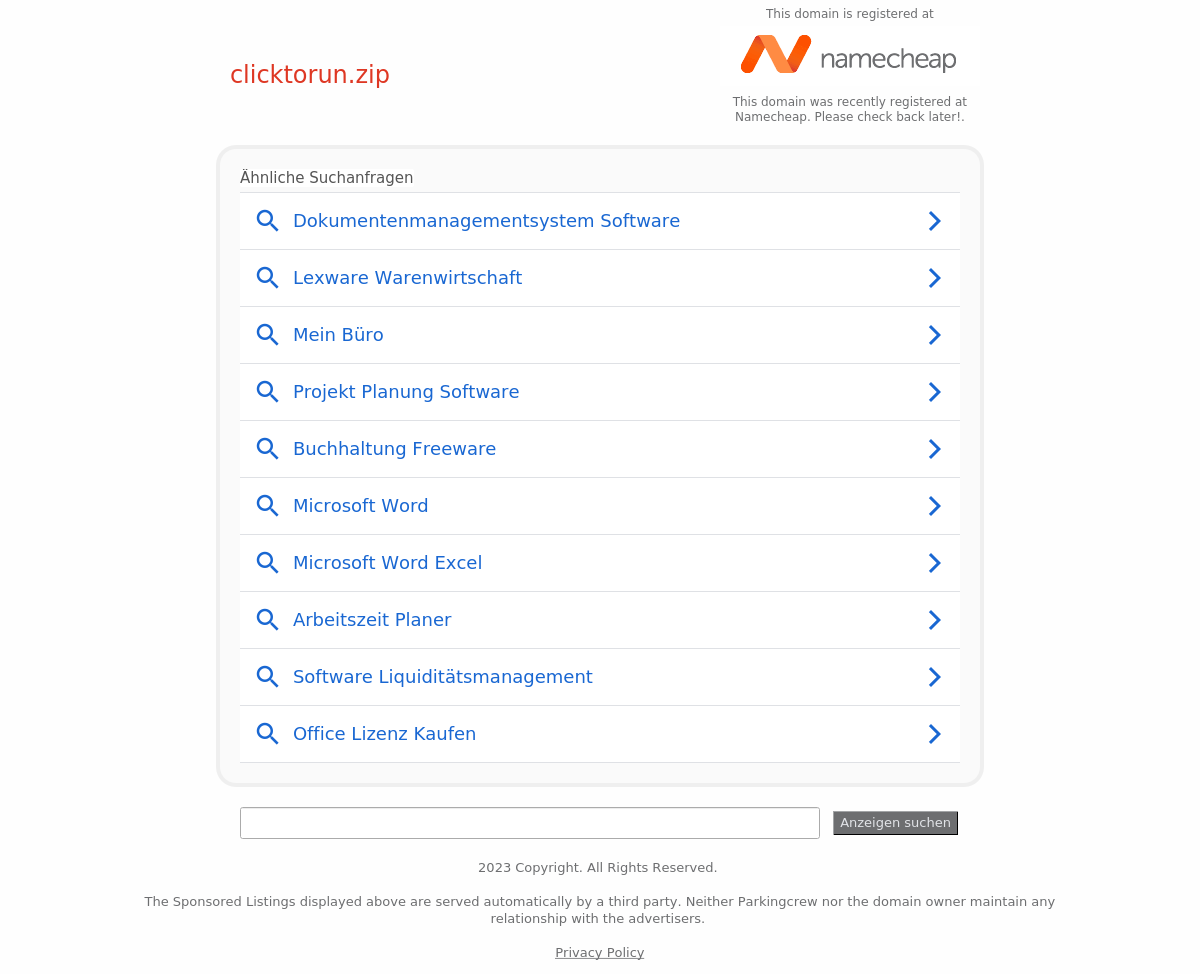 This domain is registered at
namecheap
clicktorun.zip
This domain was recently registered at
Namecheap. Please check back later!.
Ähnliche Suchanfragen
Dokumentenmanagementsystem Software
Lexware Warenwirtschaft
Mein Büro
Projekt Planung Software
Buchhaltung Freeware
Microsoft Word
Microsoft Word Excel
Arbeitszeit Planer
Software Liquiditätsmanagement
Office Lizenz Kaufen
Anzeigen suchen
2023 Copyright. All Rights Reserved.
The Sponsored Listings displayed above are served automatically by a third party. Neither Parkingcrew nor the domain owner maintain any
relationship with the advertisers.
Privacy Policy